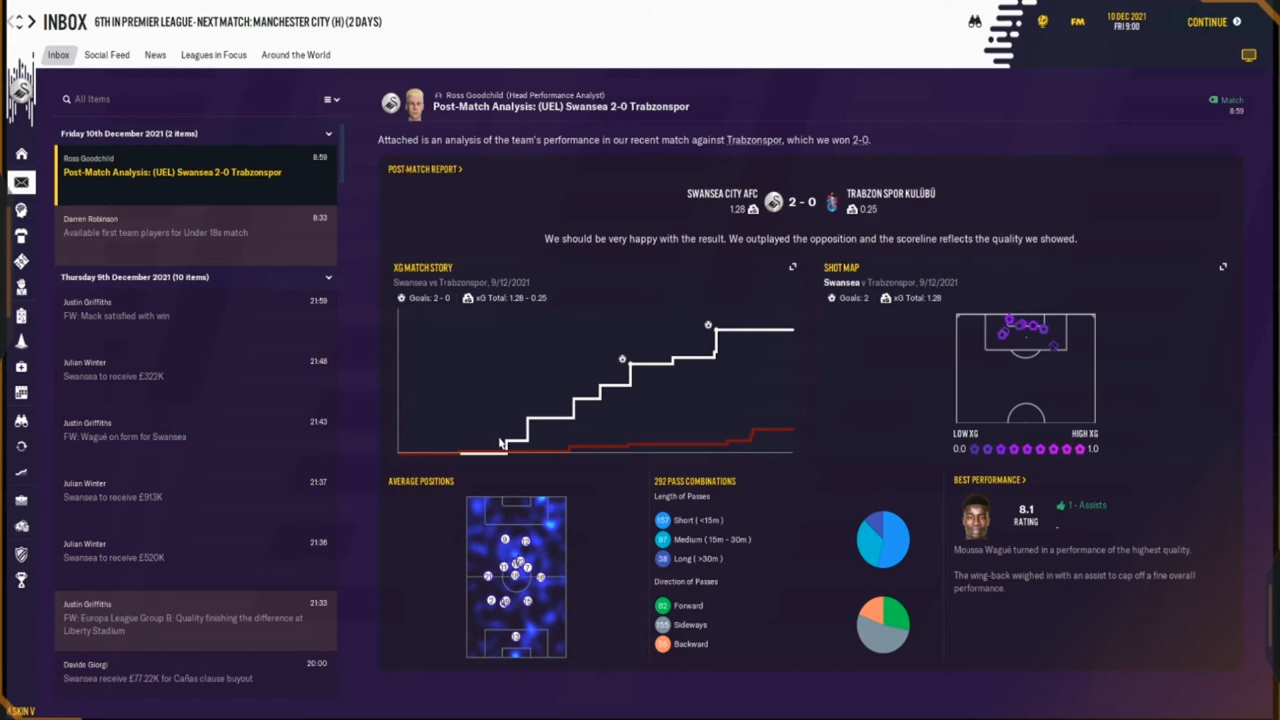 INBOX
6TH IN PREMIER LEAGUE · NEXT MATCH: MANCHESTER CITY (H) (2 DAYS)
FM
10 DEC 2021
FRI 9:00
CONTINUE
Inbox
Social Feed
News
Leagues in Focus
Around the World
All Items
Friday 10th December 2021 (2 items)
Ross Goodchild
8:59
Post-Match Analysis: (UEL) Swansea 2-0 Trabzonspor
Darren Robinson
8:33
Available first team players for Under 18s match
Thursday 9th December 2021 (10 items)
Justin Griffiths
21:59
FW: Mack satisfied with win
Julian Winter
21:48
Swansea to receive £322K
Justin Griffiths
21:43
FW: Wagué on form for Swansea
Julian Winter
21:37
Swansea to receive £913K
Julian Winter
21:36
Swansea to receive £520K
Justin Griffiths
21:33
FW: Europa League Group B: Quality finishing the difference at
Liberty Stadium
Davide Giorgi
20:00
Swansea receive £77.22K for Cañas clause buyout
SKIN V
Ross Goodchild (Head Performance Analyst)
Post-Match Analysis: (UEL) Swansea 2-0 Trabzonspor
Match
8:59
Attached is an analysis of the team's performance in our recent match against Trabzonspor, which we won 2-0.
POST-MATCH REPORT >
SWANSEA CITY AFC
1.28
2 - 0
TRABZON SPOR KULÜBÜ
0.25
We should be very happy with the result. We outplayed the opposition and the scoreline reflects the quality we showed.
XG MATCH STORY
Swansea vs Trabzonspor, 9/12/2021
Goals: 2 - 0
xG Total: 1.28 - 0.25
SHOT MAP
Swansea v Trabzonspor, 9/12/2021
Goals: 2
xG Total: 1.28
LOW XG
HIGH XG
0.0
1.0
AVERAGE POSITIONS
292 PASS COMBINATIONS
Length of Passes
157 Short ( <15m )
97 Medium ( 15m - 30m )
38 Long ( >30m )
Direction of Passes
82 Forward
155 Sideways
Backward
BEST PERFORMANCE >
8.1
RATING
1 - Assists
-
Moussa Wagué turned in a performance of the highest quality.
The wing-back weighed in with an assist to cap off a fine overall
performance.